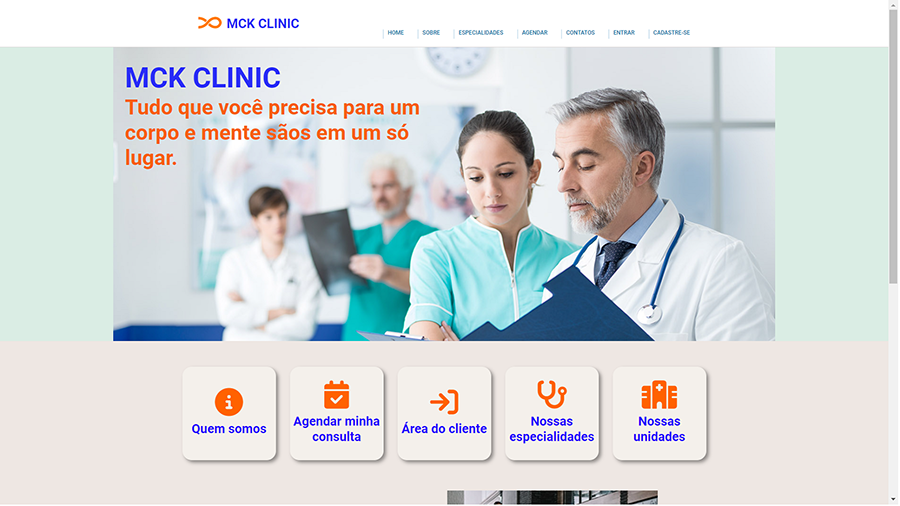 MCK CLINIC
HOME
SOBRE
ESPECIALIDADES
AGENDAR
CONTATOS
ENTRAR
CADASTRE-SE
MCK CLINIC
Tudo que você precisa para um
corpo e mente sãos em um só
lugar.
Quem somos
Agendar minha
consulta
Área do cliente
Nossas
especialidades
Nossas
unidades